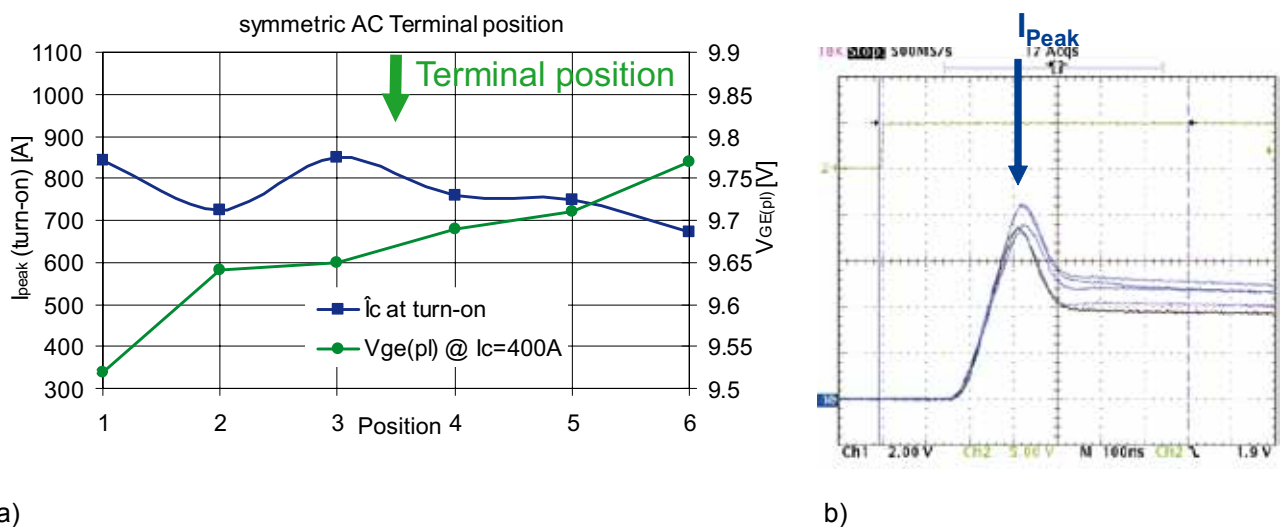 symmetric AC Terminal position
1100
1000
900
800
700
600
500
400
300
Ipeak (turn-on) [A]
9.9
9.85
9.8
9.75
9.7
9.65
9.6
9.55
9.5
VGE(pl) [V]
Terminal position
Îc at turn-on
Vge(pl) @ Ic=400A
1 2 3 Position 4 5 6
a)
IPeak
Stop 500MS/s 17 Acqs
Ch1 2.00 V Ch2 5.00 V M 100ns Ch2 1.9 V
b)